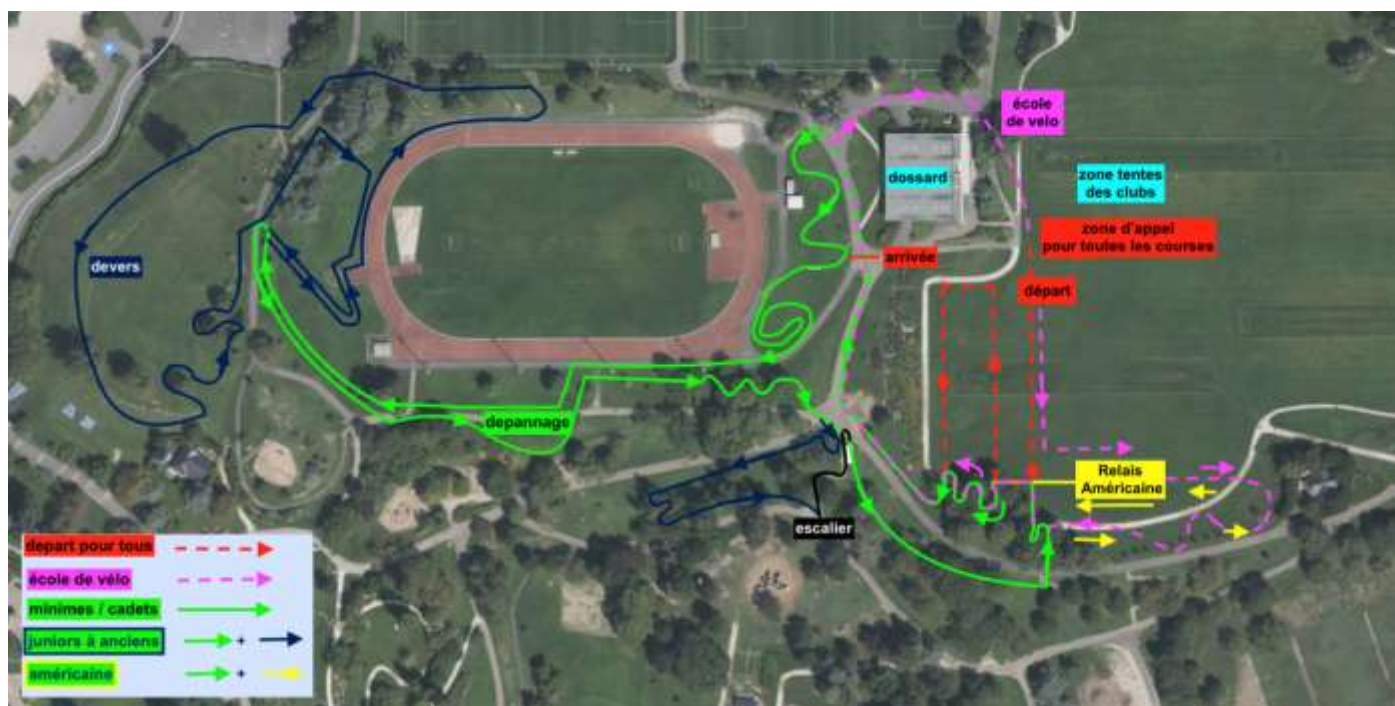 école
de velo
dossard
zone tentes
des clubs
zone d'appel
pour toutes les courses
arrivée
devers
départ
depannage
Relais
Américaine
escalier
depart pour tous
école de vélo
minimes / cadets
juniors à anciens
+
américaine
+